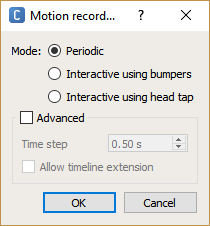 C Motion record...
Mode: Periodic
Interactive using bumpers
Interactive using head tap
Advanced
Time step 0.50 s
Allow timeline extension
OK Cancel